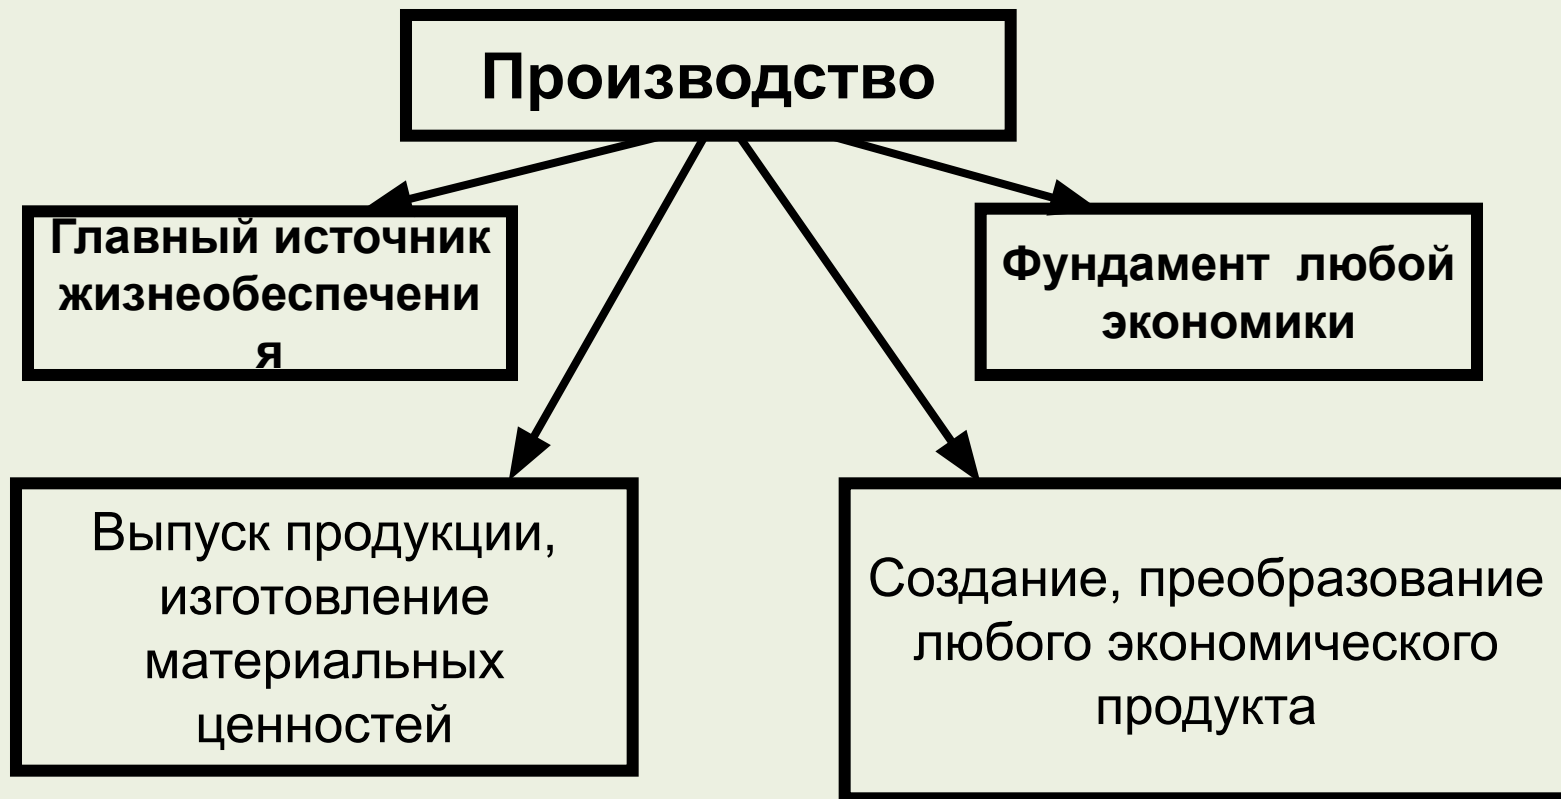 Производство
Главный источник
жизнеобеспечени
я
Фундамент любой
экономики
Выпуск продукции,
изготовление
материальных
ценностей
Создание, преобразование
любого экономического
продукта